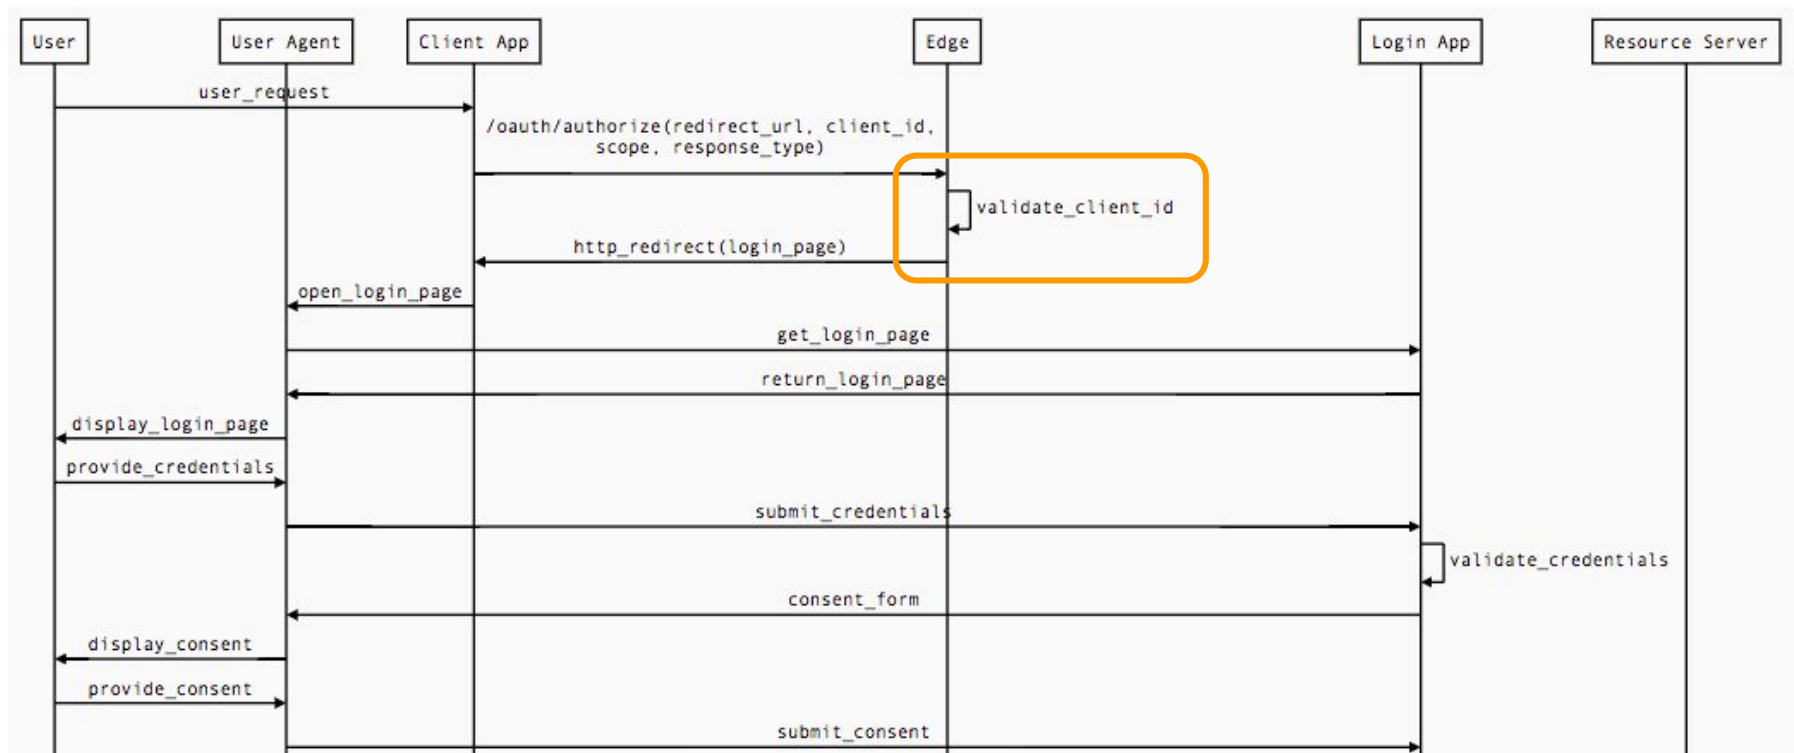 User
User Agent
Client App
Edge
Login App
Resource Server
user_request
/oauth/authorize(redirect_url, client_id,
scope, response_type)
validate_client_id
http_redirect(login_page)
open_login_page
get_login_page
return_login_page
display_login_page
provide_credentials
submit_credentials
validate_credentials
consent_form
display_consent
provide_consent
submit_consent